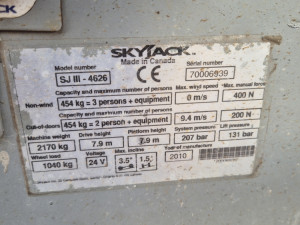 SKYJACK
Made in Canada
Model number
CE
Serial number
SJ III - 4626
70006839
Capacity and maximum number of persons
Max. wind speed
Max. manual force
Non-wind
454 kg = 3 persons + equipment
0 m/s
400 N
Capacity and maximum number of persons
Out-of-doors
454 kg = 2 persons + equipment
9.4 m/s
200 N
Machine weight
Drive height
Platform height
System pressure
Lift pressure
2170 kg
7.9 m
7.9 m
207 bar
131 bar
Wheel load
Voltage
Max. incline
Year of manufacture
1040 kg
24 V
3.5°
1.5°
2010